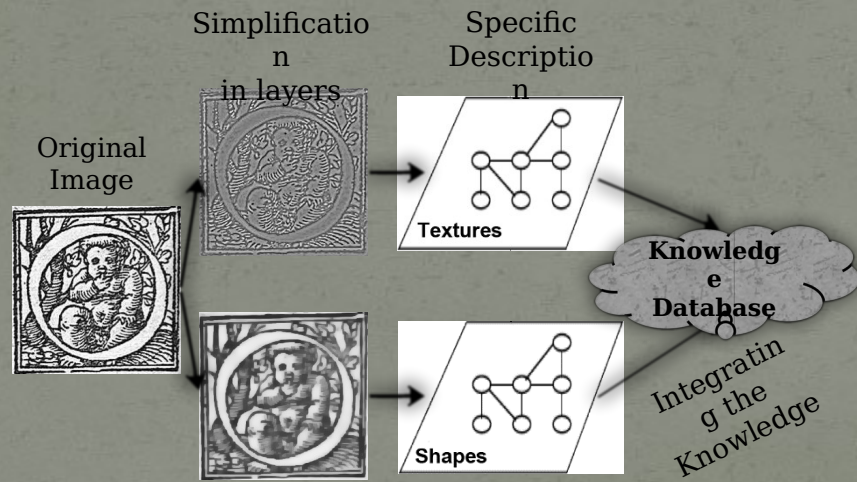 Simplificatio
n
in layers
Specific
Descriptio
n
Original
Image
Textures
Knowledg
e
Database
Shapes
Integratin
g the
Knowledge